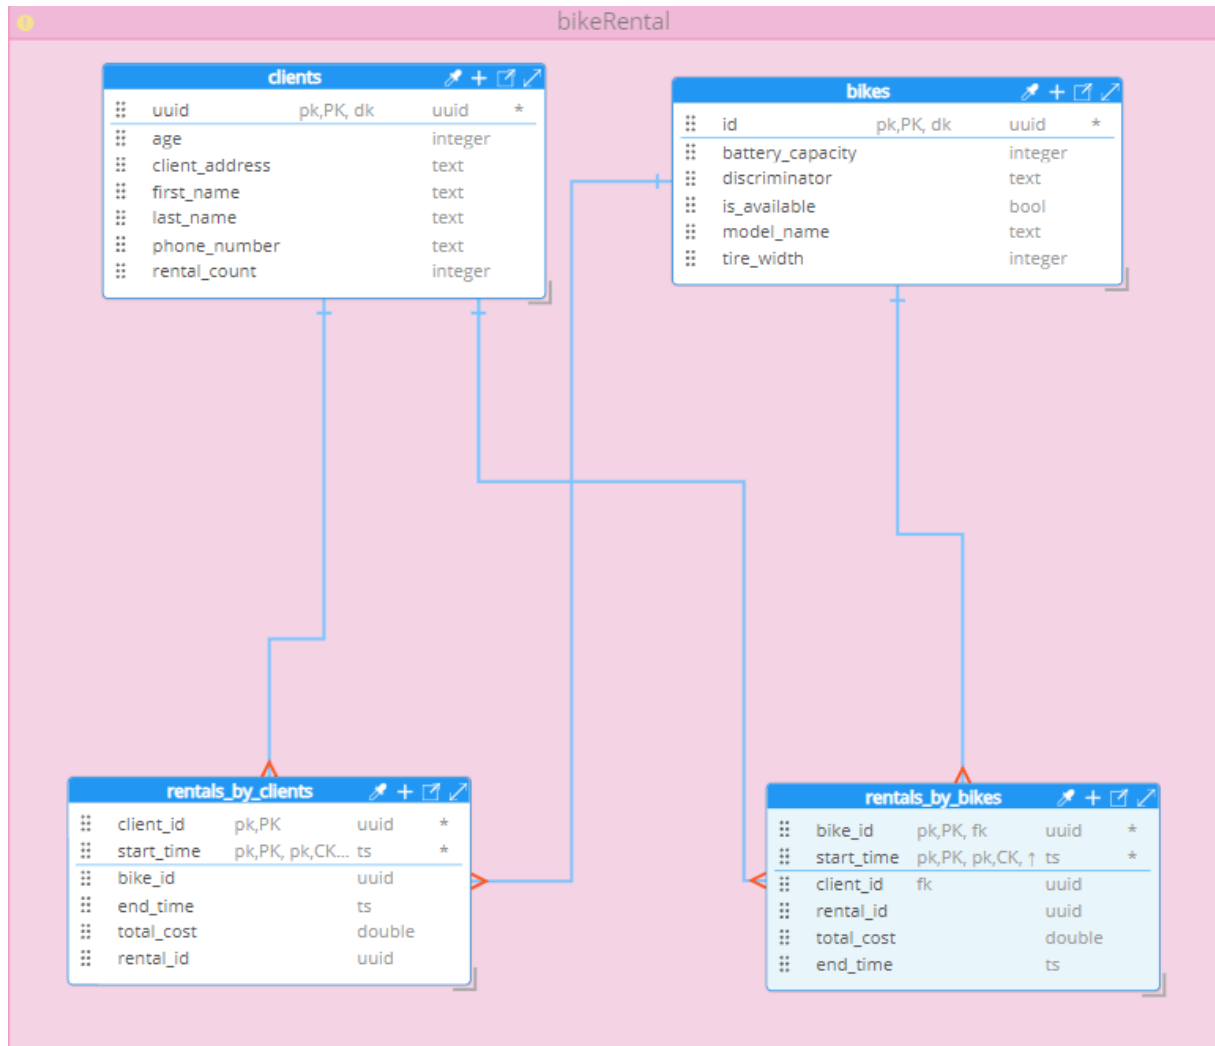 bikeRental
clients
uuid pk,PK, dk uuid *
age integer
client_address text
first_name text
last_name text
phone_number text
rental_count integer
bikes
id pk,PK, dk uuid *
battery_capacity integer
discriminator text
is_available bool
model_name text
tire_width integer
rentals_by_clients
client_id pk,PK uuid *
start_time pk,PK, pk,CK... ts *
bike_id uuid
end_time ts
total_cost double
rental_id uuid
rentals_by_bikes
bike_id pk,PK, fk uuid *
start_time pk,PK, pk,CK, ↑ ts *
client_id fk uuid
rental_id uuid
total_cost double
end_time ts